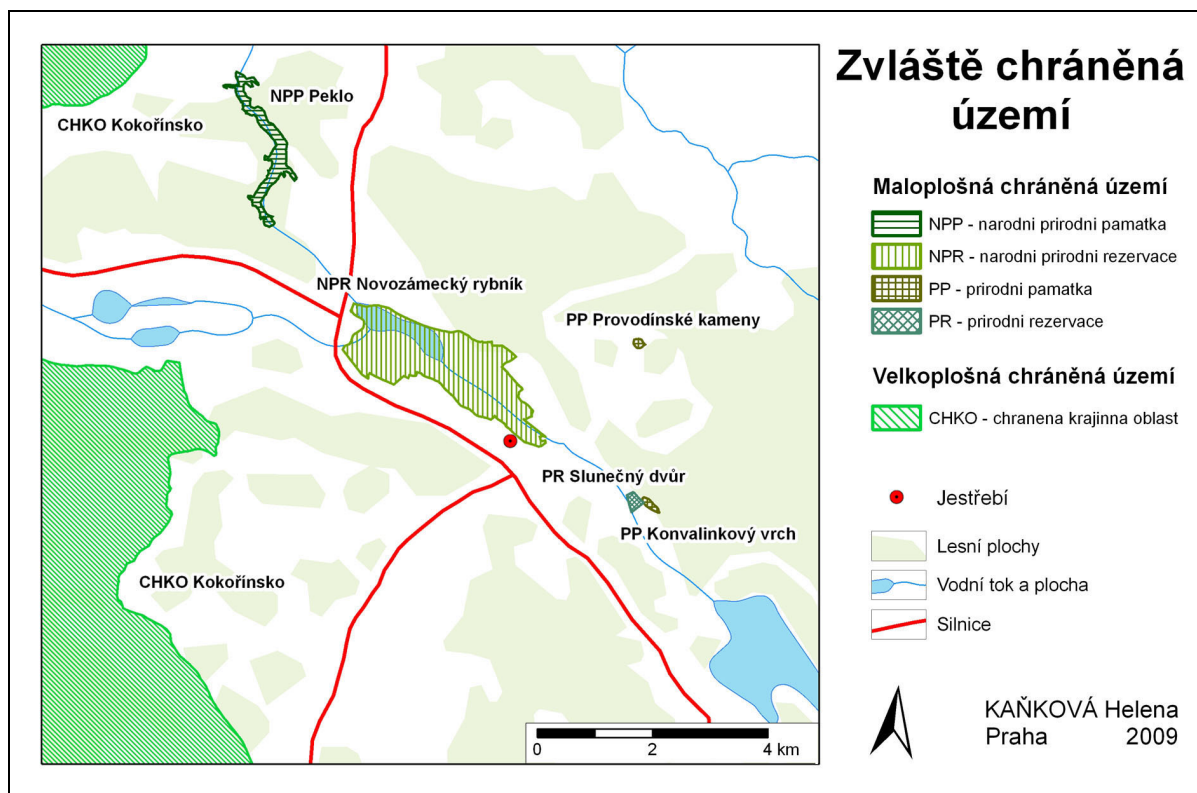 Zvláště chráněná
území
NPP Peklo
CHKO Kokořínsko
NPR Novozámecký rybník
PP Provodínské kameny
PR Slunečný dvůr
PP Konvalinkový vrch
CHKO Kokořínsko
0 2 4 km
Maloplošná chráněná území
NPP - narodni prirodni pamatka
NPR - narodni prirodni rezervace
PP - prirodni pamatka
PR - prirodni rezervace
Velkoplošná chráněná území
CHKO - chranena krajinna oblast
Jestřebí
Lesní plochy
Vodní tok a plocha
Silnice
KAŇKOVÁ Helena
Praha 2009